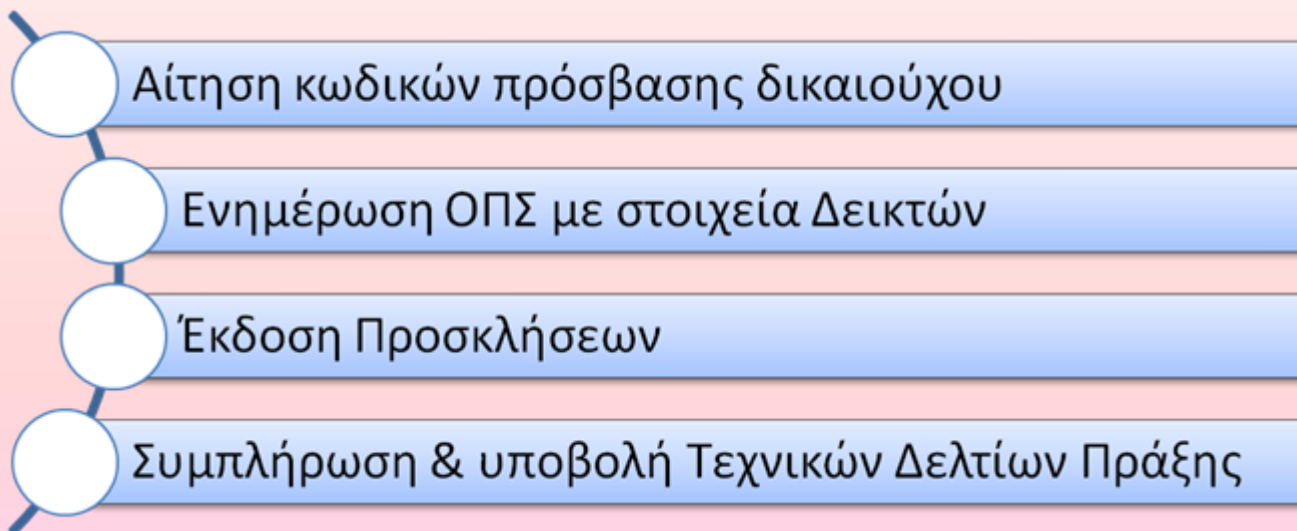 Αίτηση κωδικών πρόσβασης δικαιούχου
Ενημέρωση ΟΠΣ με στοιχεία Δεικτών
Έκδοση Προσκλήσεων
Συμπλήρωση & υποβολή Τεχνικών Δελτίων Πράξης